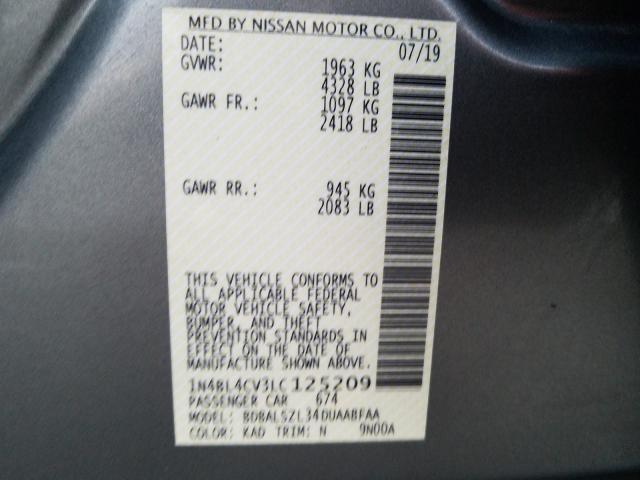 MFD BY NISSAN MOTOR CO., LTD.
DATE: 07/19
GVWR: 1963 KG
4328 LB
GAWR FR.: 1097 KG
2418 LB
GAWR RR.: 945 KG
2083 LB
THIS VEHICLE CONFORMS TO
ALL APPLICABLE FEDERAL
MOTOR VEHICLE SAFETY,
BUMPER, AND THEFT
PREVENTION STANDARDS IN
EFFECT ON THE DATE OF
MANUFACTURE SHOWN ABOVE.
1N4BL4CV3LC125209
PASSENGER CAR 674
MODEL: BDBALSZL34DUAABFAA
COLOR: KAD TRIM: N 9N00A